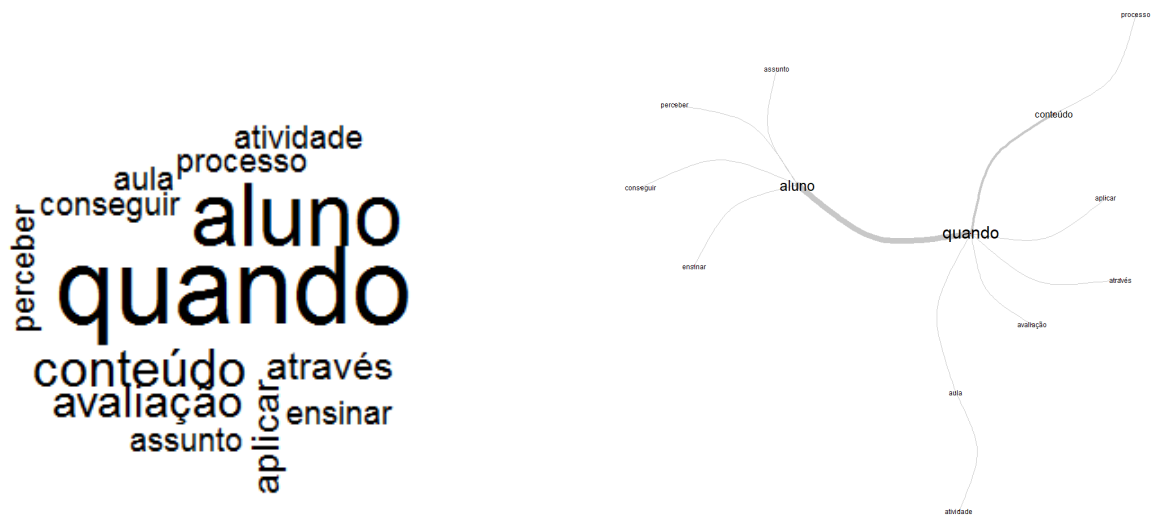 atividade
processo
aula
conseguir
perceber
aluno
quando
conteúdo
através
avaliação
aplicar
ensinar
assunto
processo
assunto
perceber
conteúdo
aluno
conseguir
aplicar
quando
ensinar
através
avaliação
aula
atividade